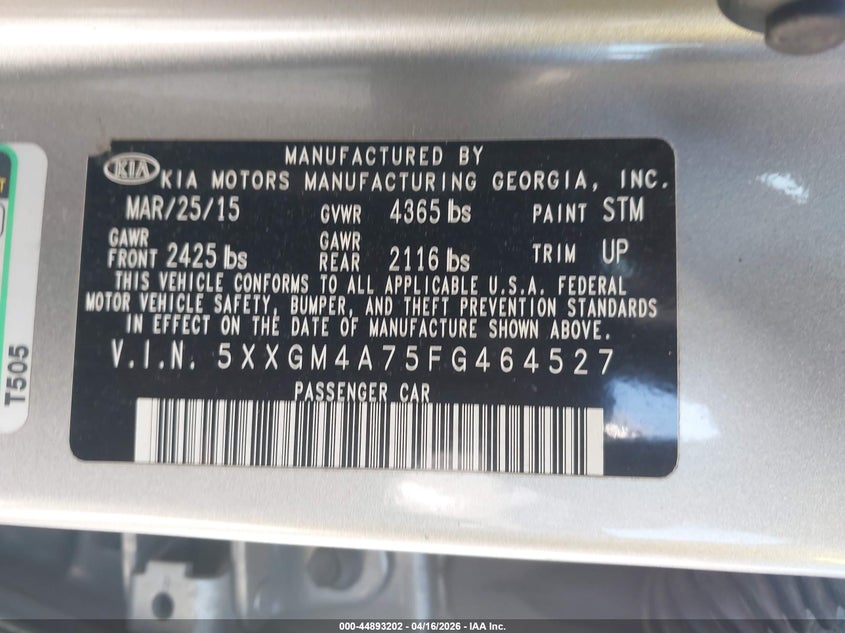 MANUFACTURED BY
KIA KIA MOTORS MANUFACTURING GEORGIA, INC.
MAR/25/15 GVWR 4365 lbs PAINT STM
GAWR FRONT 2425 lbs GAWR REAR 2116 lbs TRIM UP
THIS VEHICLE CONFORMS TO ALL APPLICABLE U.S.A. FEDERAL
MOTOR VEHICLE SAFETY, BUMPER, AND THEFT PREVENTION STANDARDS
IN EFFECT ON THE DATE OF MANUFACTURE SHOWN ABOVE.
V.I.N. 5XXGM4A75FG464527
PASSENGER CAR
T505
000-44893202 - 04/16/2026 - IAA Inc.